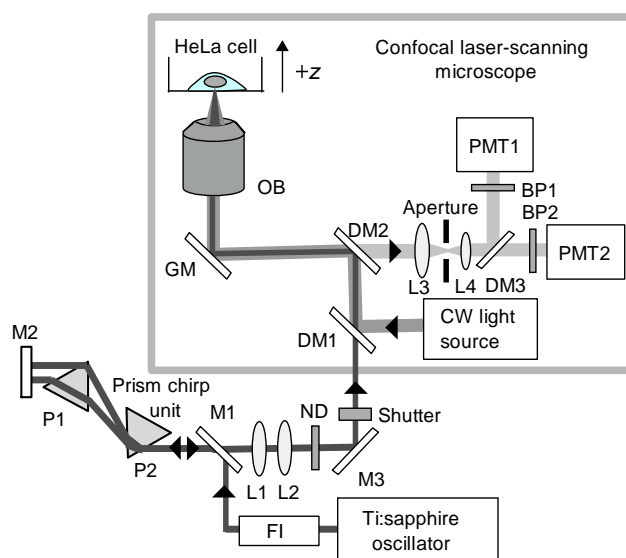 HeLa cell
+z
Confocal laser-scanning
microscope
PMT1
OB
BP1
Aperture
BP2
DM2
PMT2
GM
L3
L4
DM3
DM1
CW light
source
M2
Prism chirp
unit
P1
M1
ND
Shutter
P2
L1
L2
M3
FI
Ti:sapphire
oscillator